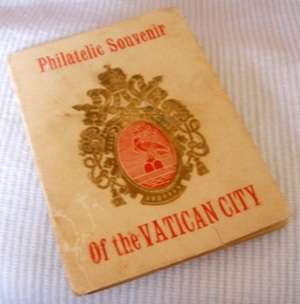 Philatelic Souvenir
Of the VATICAN CITY